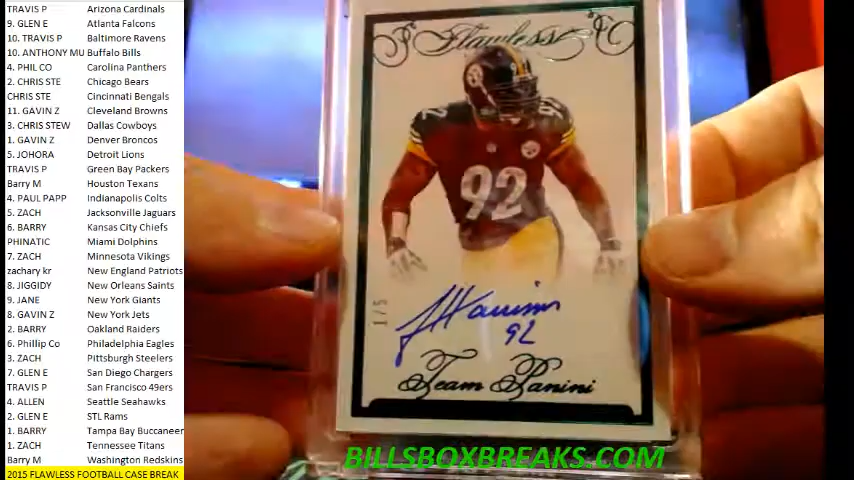 TRAVIS P Arizona Cardinals
9. GLEN E Atlanta Falcons
10. TRAVIS P Baltimore Ravens
10. ANTHONY MU Buffalo Bills
4. PHIL CO Carolina Panthers
2. CHRIS STE Chicago Bears
CHRIS STE Cincinnati Bengals
11. GAVIN Z Cleveland Browns
3. CHRIS STEW Dallas Cowboys
1. GAVIN Z Denver Broncos
5. JOHORA Detroit Lions
TRAVIS P Green Bay Packers
Barry M Houston Texans
4. PAUL PAPP Indianapolis Colts
5. ZACH Jacksonville Jaguars
6. BARRY Kansas City Chiefs
PHINATIC Miami Dolphins
7. ZACH Minnesota Vikings
zachary kr New England Patriots
8. JIGGIDY New Orleans Saints
9. JANE New York Giants
8. GAVIN Z New York Jets
2. BARRY Oakland Raiders
6. Phillip Co Philadelphia Eagles
3. ZACH Pittsburgh Steelers
7. GLEN E San Diego Chargers
TRAVIS P San Francisco 49ers
4. ALLEN Seattle Seahawks
2. GLEN E STL Rams
1. BARRY Tampa Bay Buccaneer
1. ZACH Tennessee Titans
Barry M Washington Redskins
2015 FLAWLESS FOOTBALL CASE BREAK
Flawless
92
92
92
1/5
JHarrison
92
Team Panini
BILLSBOXBREAKS.COM